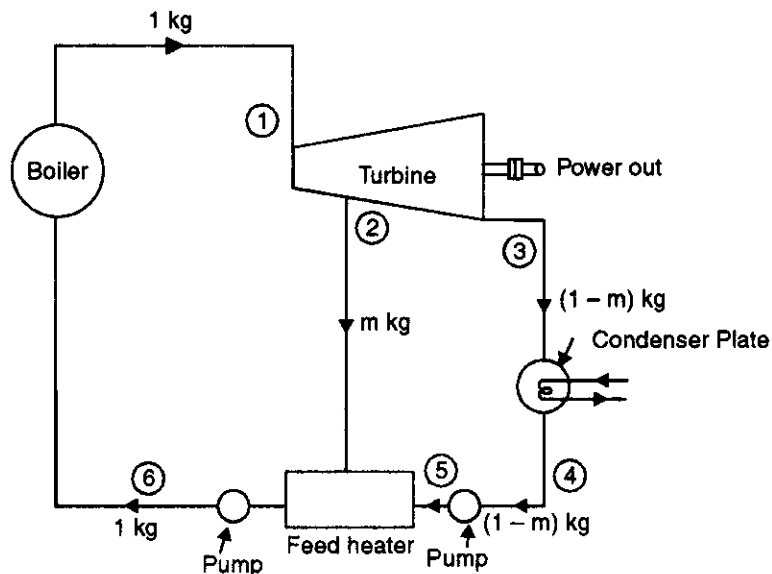 1 kg
1
Boiler
Turbine
Power out
2
3
(1 – m) kg
m kg
Condenser Plate
6
5
4
1 kg
(1 – m) kg
Feed heater
Pump
Pump